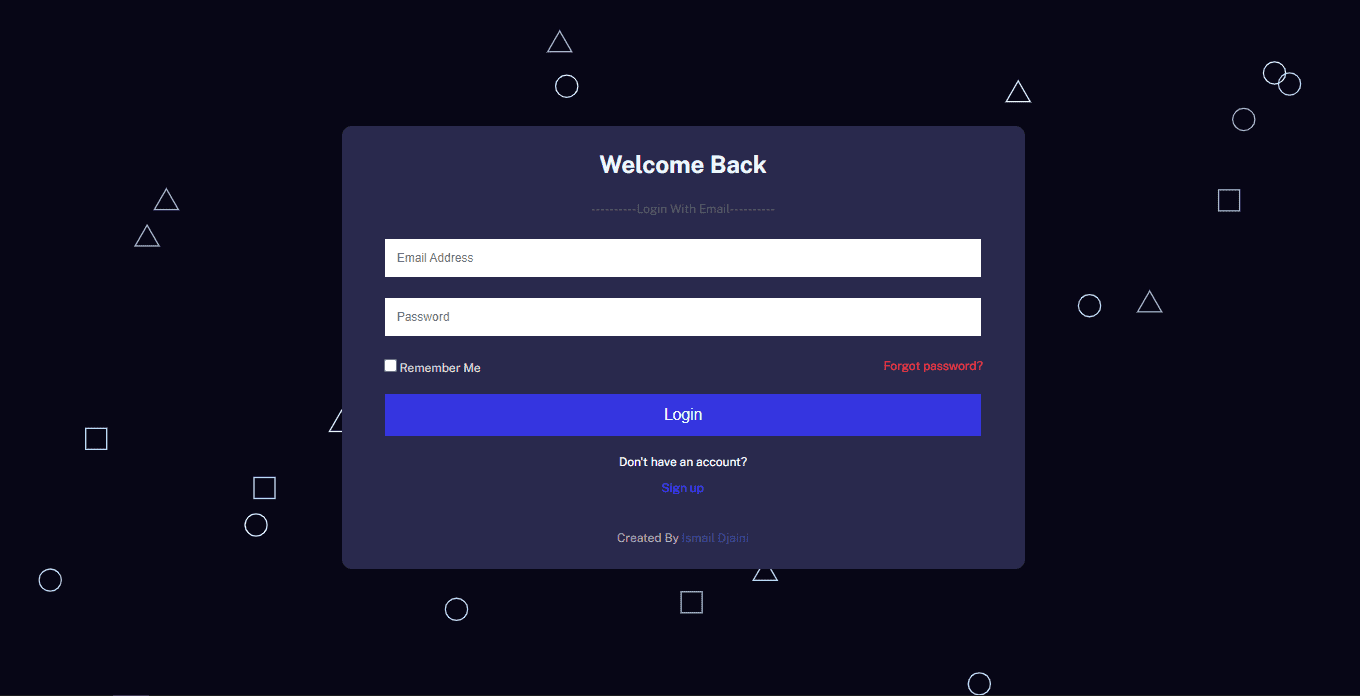 Welcome Back
----------Login With Email----------
Email Address
Password
Remember Me Forgot password?
Login
Don't have an account?
Sign up
Created By Ismail Djaini